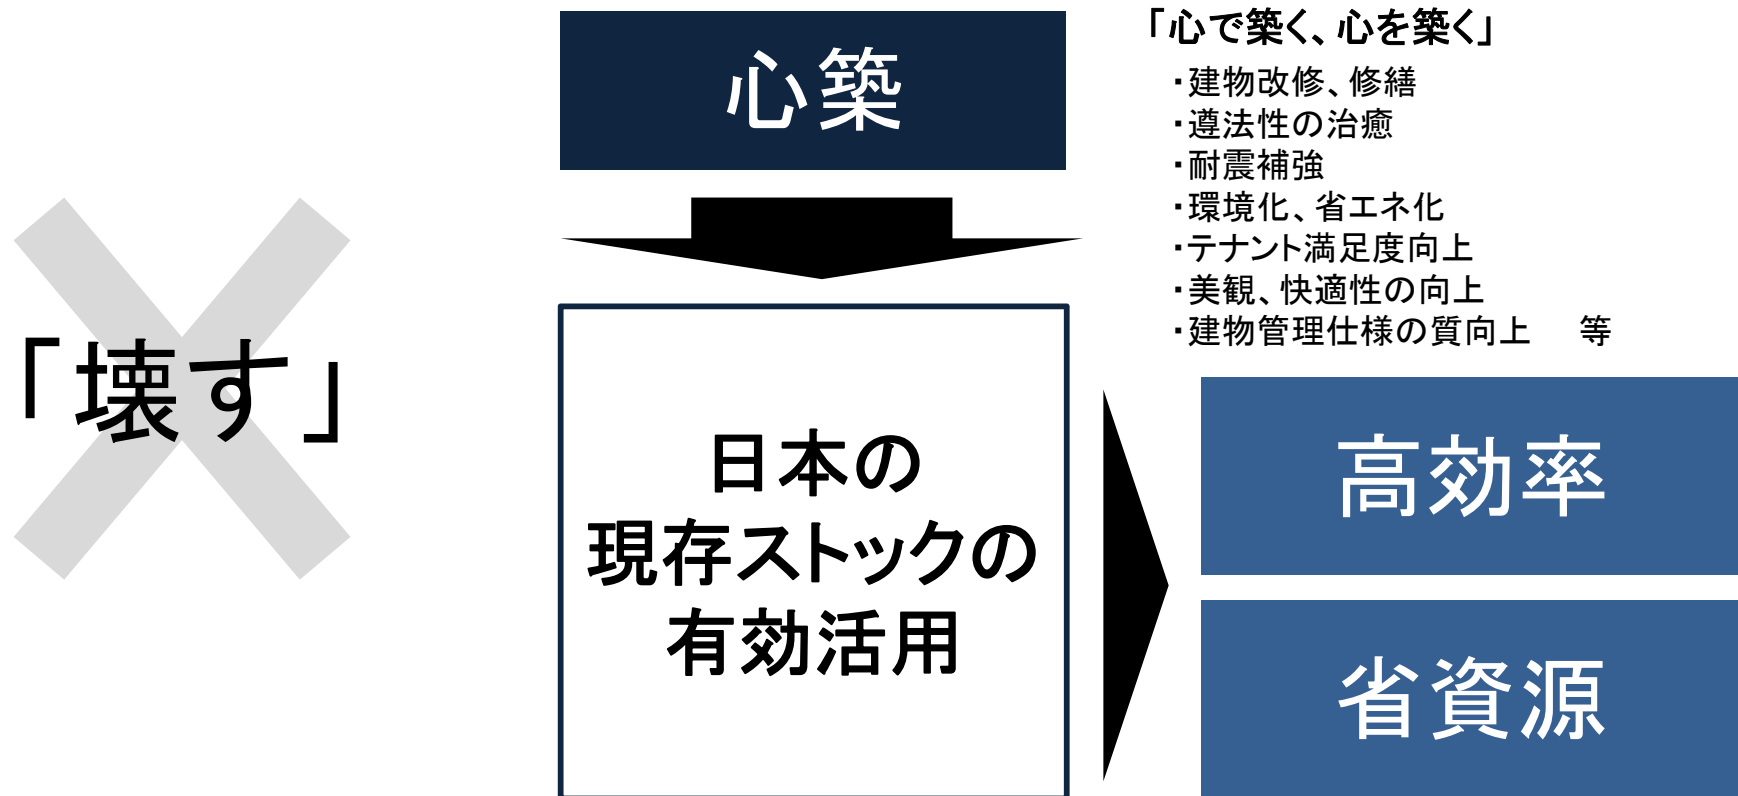 心築
「心で築く、心を築く」
・建物改修、修繕
・遵法性の治癒
・耐震補強
・環境化、省エネ化
・テナント満足度向上
・美観、快適性の向上
・建物管理仕様の質向上　等
「壊す」
日本の
現存ストックの
有効活用
高効率
省資源